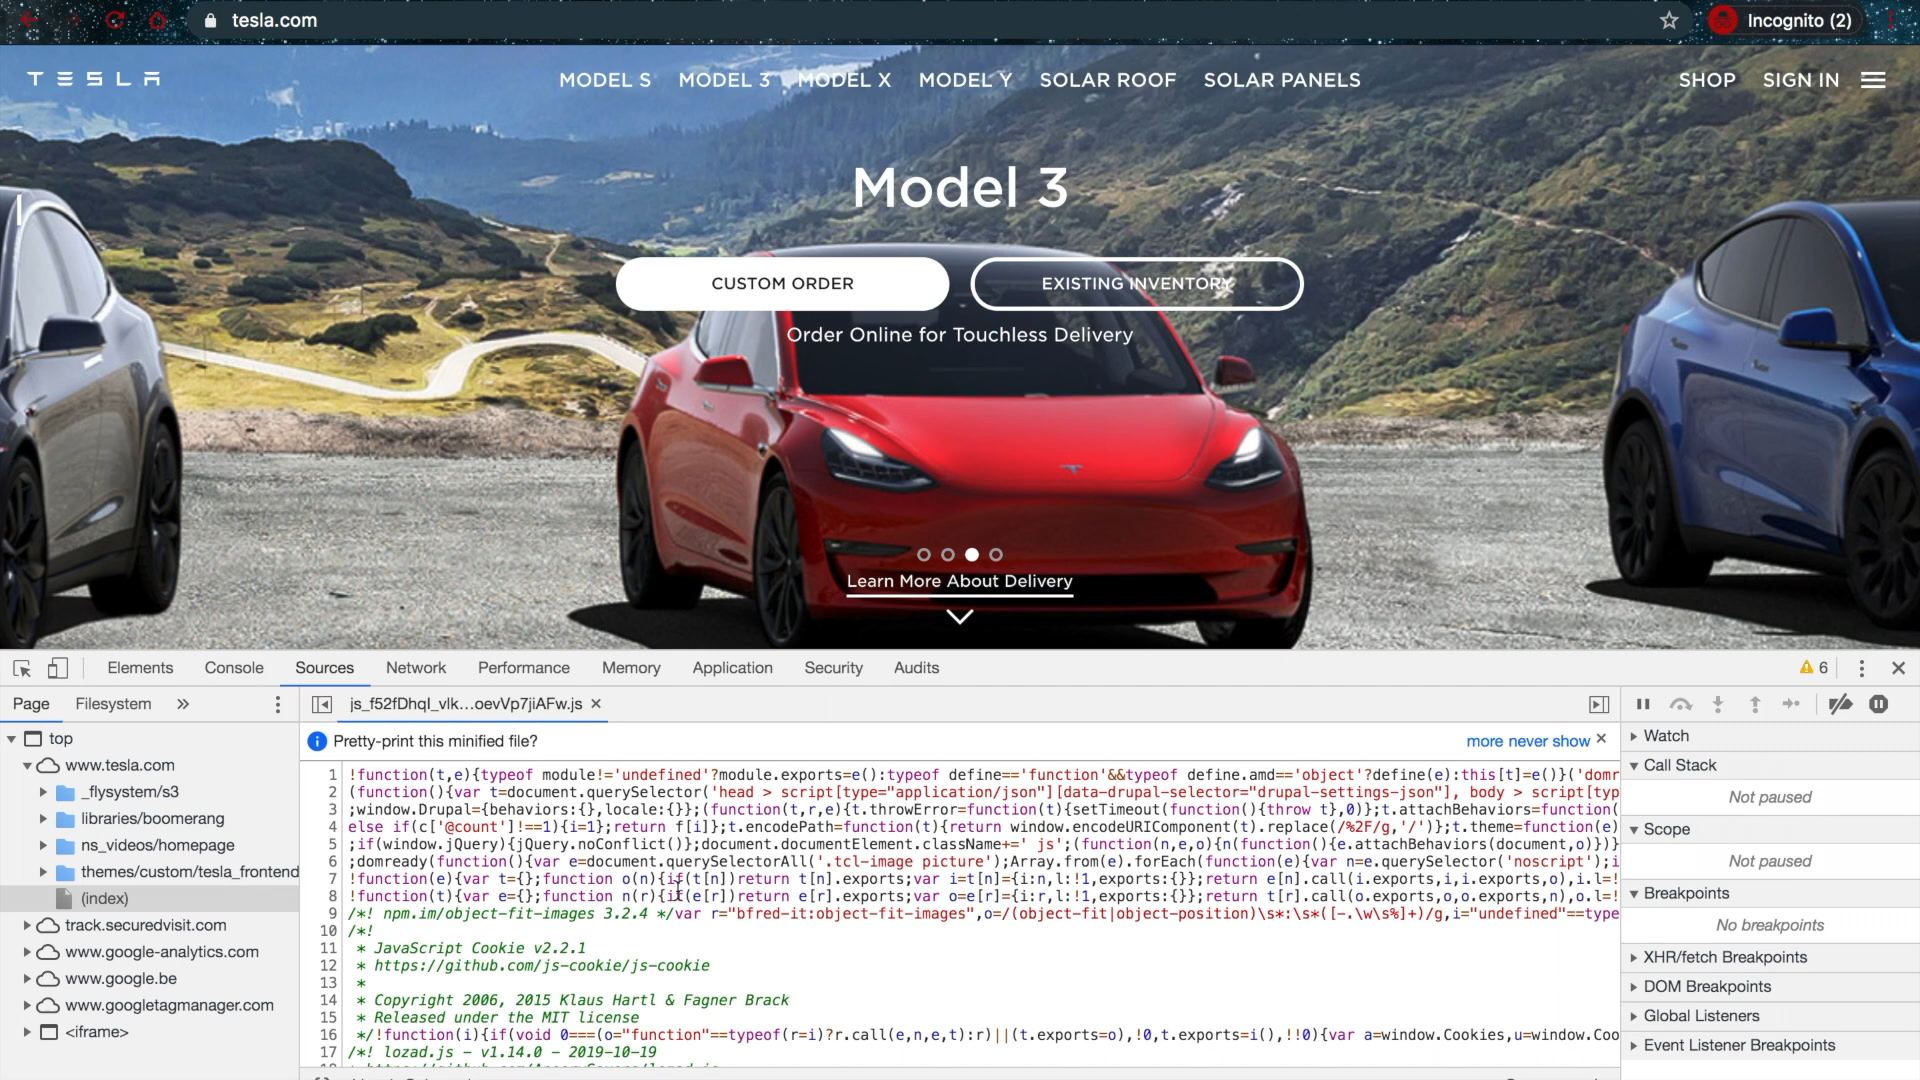 tesla.com
Incognito (2)
TESLA
MODEL S MODEL 3 MODEL X MODEL Y SOLAR ROOF SOLAR PANELS
SHOP SIGN IN
Model 3
CUSTOM ORDER EXISTING INVENTORY
Order Online for Touchless Delivery
Learn More About Delivery
Elements Console Sources Network Performance Memory Application Security Audits
6
Page Filesystem
js_f52fDhqI_vlk…oevVp7jiAFw.js
Pretty-print this minified file?
more never show
top
www.tesla.com
_flysystem/s3
libraries/boomerang
ns_videos/homepage
themes/custom/tesla_frontend
(index)
track.securedvisit.com
www.google-analytics.com
www.google.be
www.googletagmanager.com
<iframe>
1 !function(t,e){typeof module!='undefined'?module.exports=e():typeof define=='function'&&typeof define.amd=='object'?define(e):this[t]=e()}('domr
2 (function(){var t=document.querySelector('head > script[type="application/json"][data-drupal-selector="drupal-settings-json"], body > script[typ
3 ;window.Drupal={behaviors:{},locale:{}};(function(t,r,e){t.throwError=function(t){setTimeout(function(){throw t},0)};t.attachBehaviors=function(
4 else if(c['@count']!==1){i=1};return f[i]};t.encodePath=function(t){return window.encodeURIComponent(t).replace(/%2F/g,'/')};t.theme=function(e)
5 ;if(window.jQuery){jQuery.noConflict()};document.documentElement.className+=' js';(function(n,e,o){n(function(){e.attachBehaviors(document,o)})}
6 ;domready(function(){var e=document.querySelectorAll('.tcl-image picture');Array.from(e).forEach(function(e){var n=e.querySelector('noscript');i
7 !function(e){var t={};function o(n){if(t[n])return t[n].exports;var i=t[n]={i:n,l:!1,exports:{}};return e[n].call(i.exports,i,i.exports,o),i.l=!
8 !function(t){var e={};function n(r){if(e[r])return e[r].exports;var o=e[r]={i:r,l:!1,exports:{}};return t[r].call(o.exports,o,o.exports,n),o.l=!
9 /*! npm.im/object-fit-images 3.2.4 */var r="bfred-it:object-fit-images",o=/(object-fit|object-position)\s*:\s*([-.\w\s%]+)/g,i="undefined"==type
10 /*!
11 * JavaScript Cookie v2.2.1
12 * https://github.com/js-cookie/js-cookie
13 *
14 * Copyright 2006, 2015 Klaus Hartl & Fagner Brack
15 * Released under the MIT license
16 */!function(i){if(void 0===(o="function"==typeof(r=i)?r.call(e,n,e,t):r)||(t.exports=o),!0,t.exports=i(),!!0){var a=window.Cookies,u=window.Coo
17 /*! lozad.js - v1.14.0 - 2019-10-19
Watch
Call Stack
Not paused
Scope
Not paused
Breakpoints
No breakpoints
XHR/fetch Breakpoints
DOM Breakpoints
Global Listeners
Event Listener Breakpoints